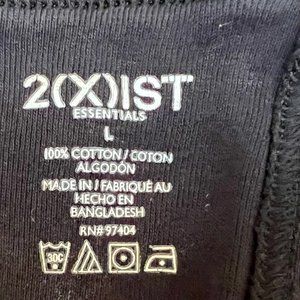 2(X)IST
ESSENTIALS
L
100% COTTON / COTON
ALGODÓN
MADE IN / FABRIQUÉ AU
HECHO EN
BANGLADESH
RN# 97404
30C